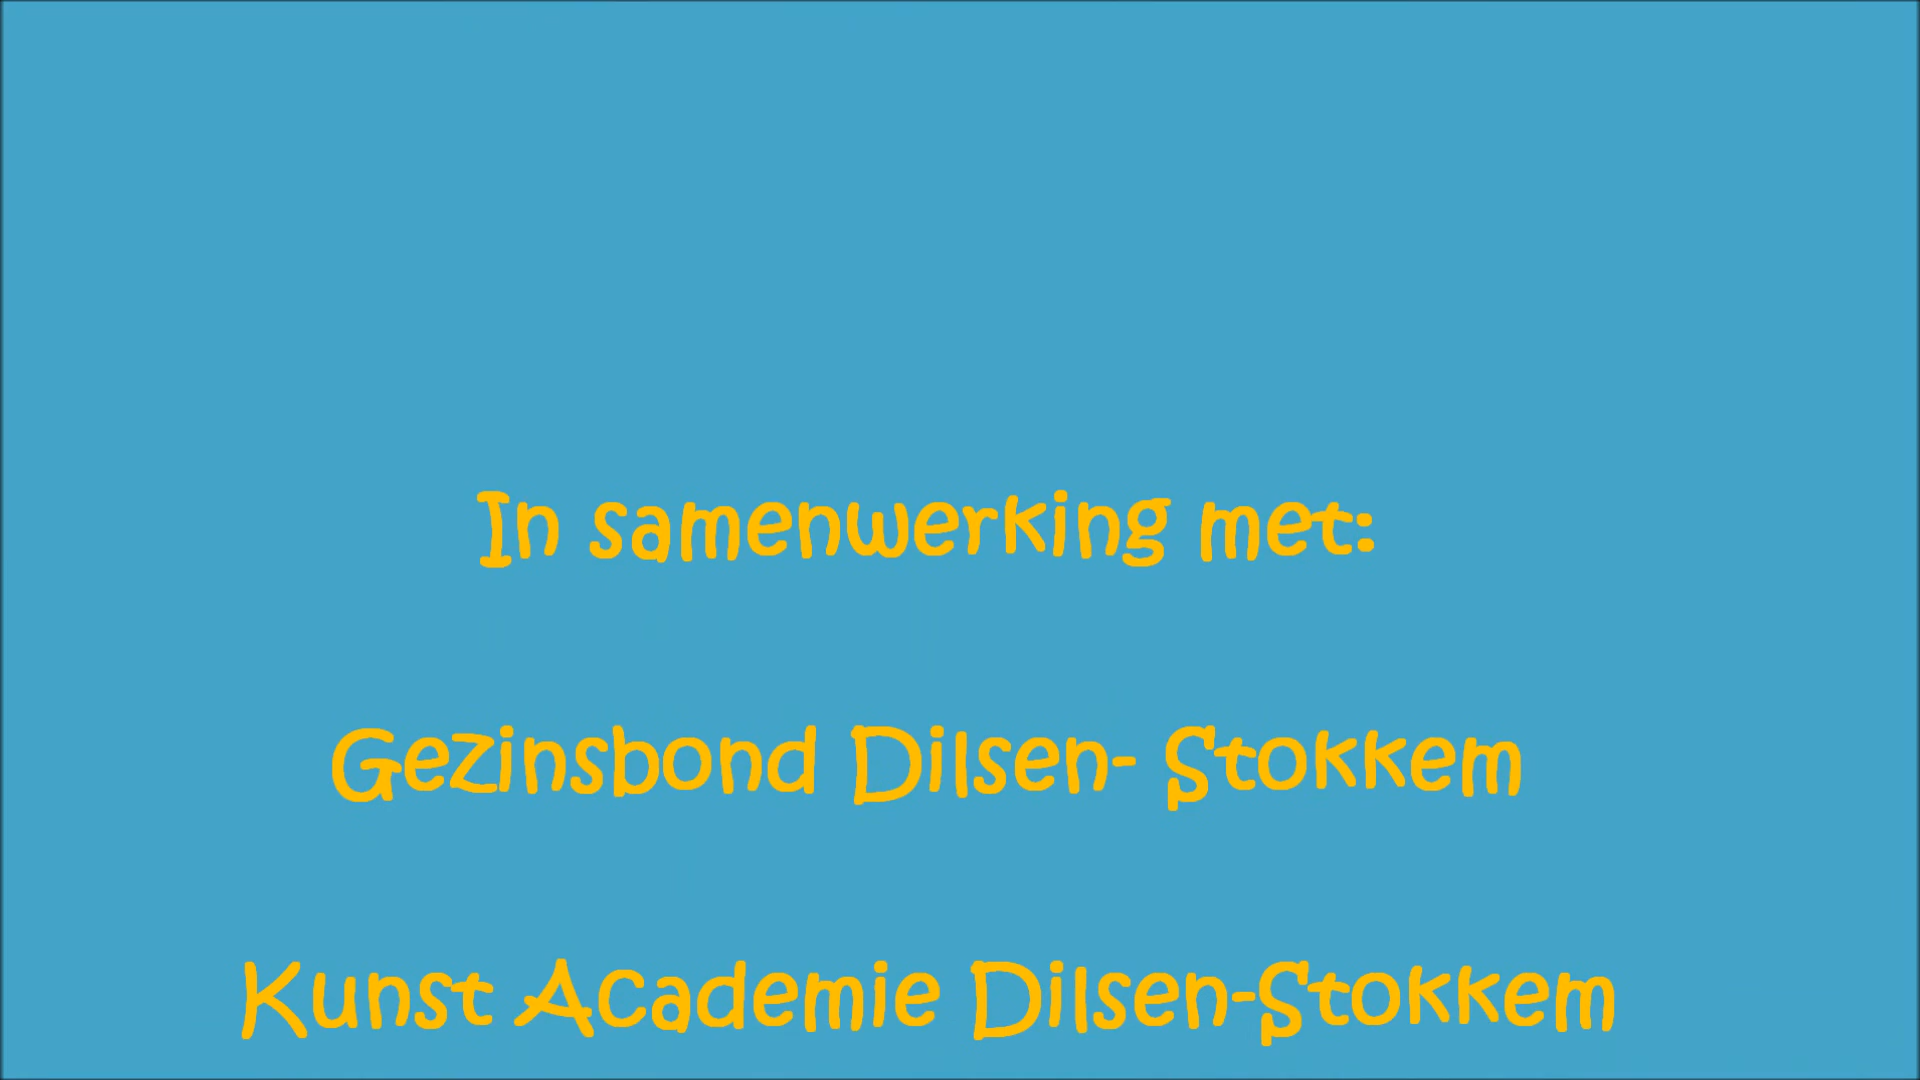 In samenwerking met:
Gezinsbond Dilsen- Stokkem
Kunst Academie Dilsen-Stokkem